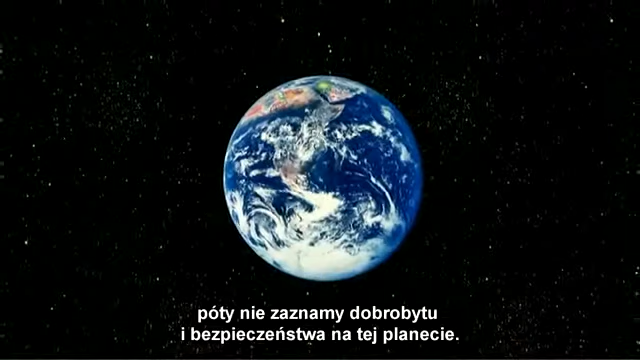 póty nie zaznamy dobrobytu
i bezpieczeństwa na tej planecie.